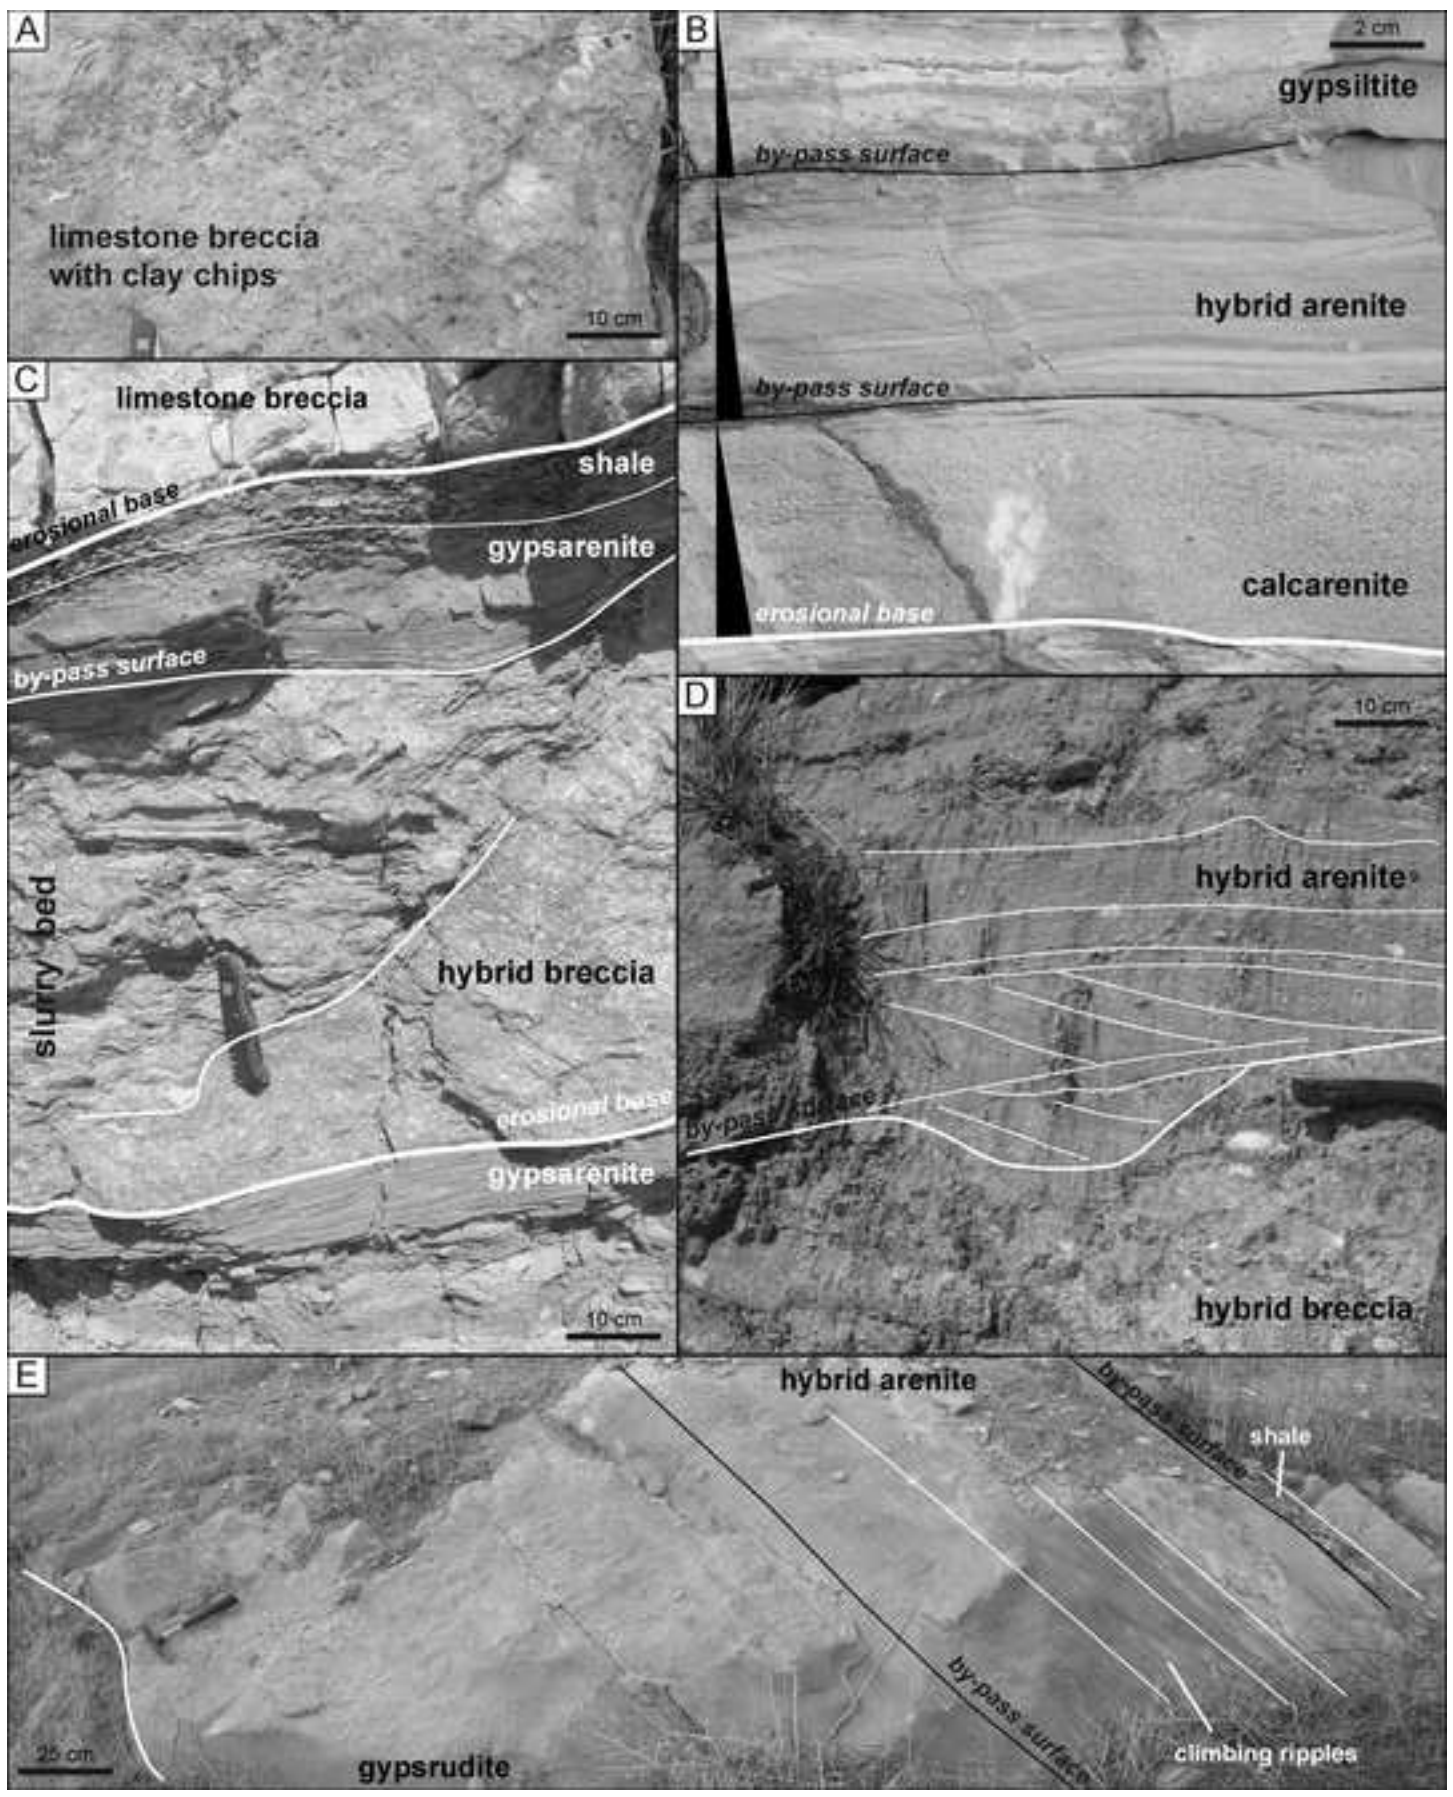 A
limestone breccia
with clay chips
10 cm
B
2 cm
gypsiltite
by-pass surface
hybrid arenite
by-pass surface
calcarenite
erosional base
C
limestone breccia
shale
erosional base
gypsarenite
by-pass surface
slurry bed
hybrid breccia
erosional base
gypsarenite
10 cm
D
10 cm
hybrid arenite
by-pass surface
hybrid breccia
E
hybrid arenite
by-pass surface
shale
by-pass surface
climbing ripples
25 cm
gypsrudite